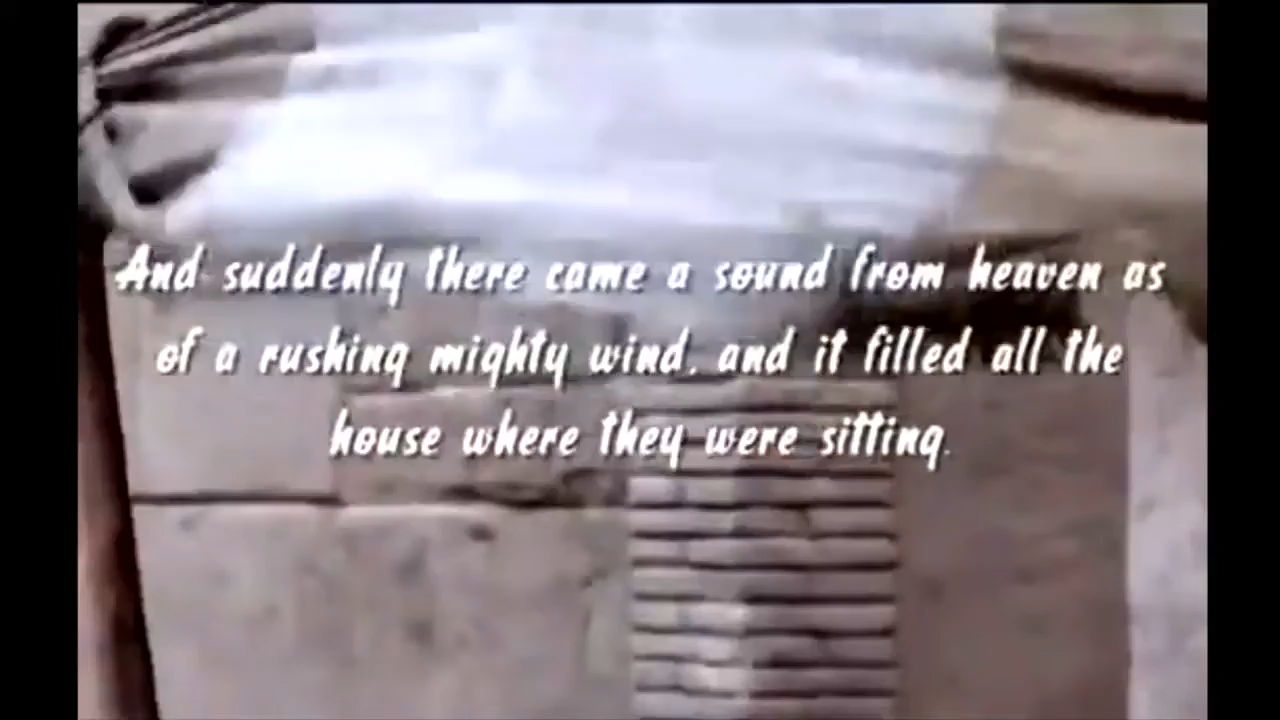 And suddenly there came a sound from heaven as
of a rushing mighty wind, and it filled all the
house where they were sitting.